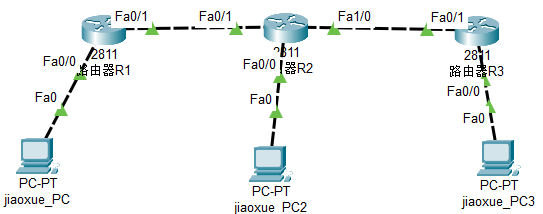 Fa0/1
Fa0/1
Fa1/0
Fa0/1
2811
路由器R1
2811
器R2
2811
路由器R3
Fa0/0
Fa0/0
Fa0/0
Fa0
Fa0
Fa0
PC-PT
jiaoxue_PC
PC-PT
jiaoxue_PC2
PC-PT
jiaoxue_PC3